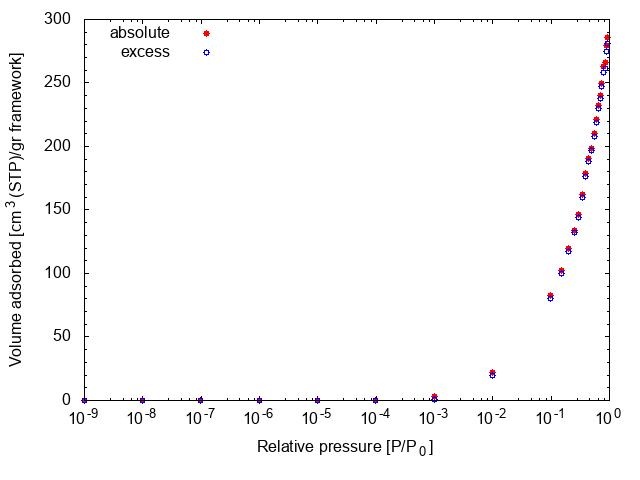 absolute
excess
Volume adsorbed [cm³ (STP)/gr framework]
300
250
200
150
100
50
0
10⁻⁹ 10⁻⁸ 10⁻⁷ 10⁻⁶ 10⁻⁵ 10⁻⁴ 10⁻³ 10⁻² 10⁻¹ 10⁰
Relative pressure [P/P₀]